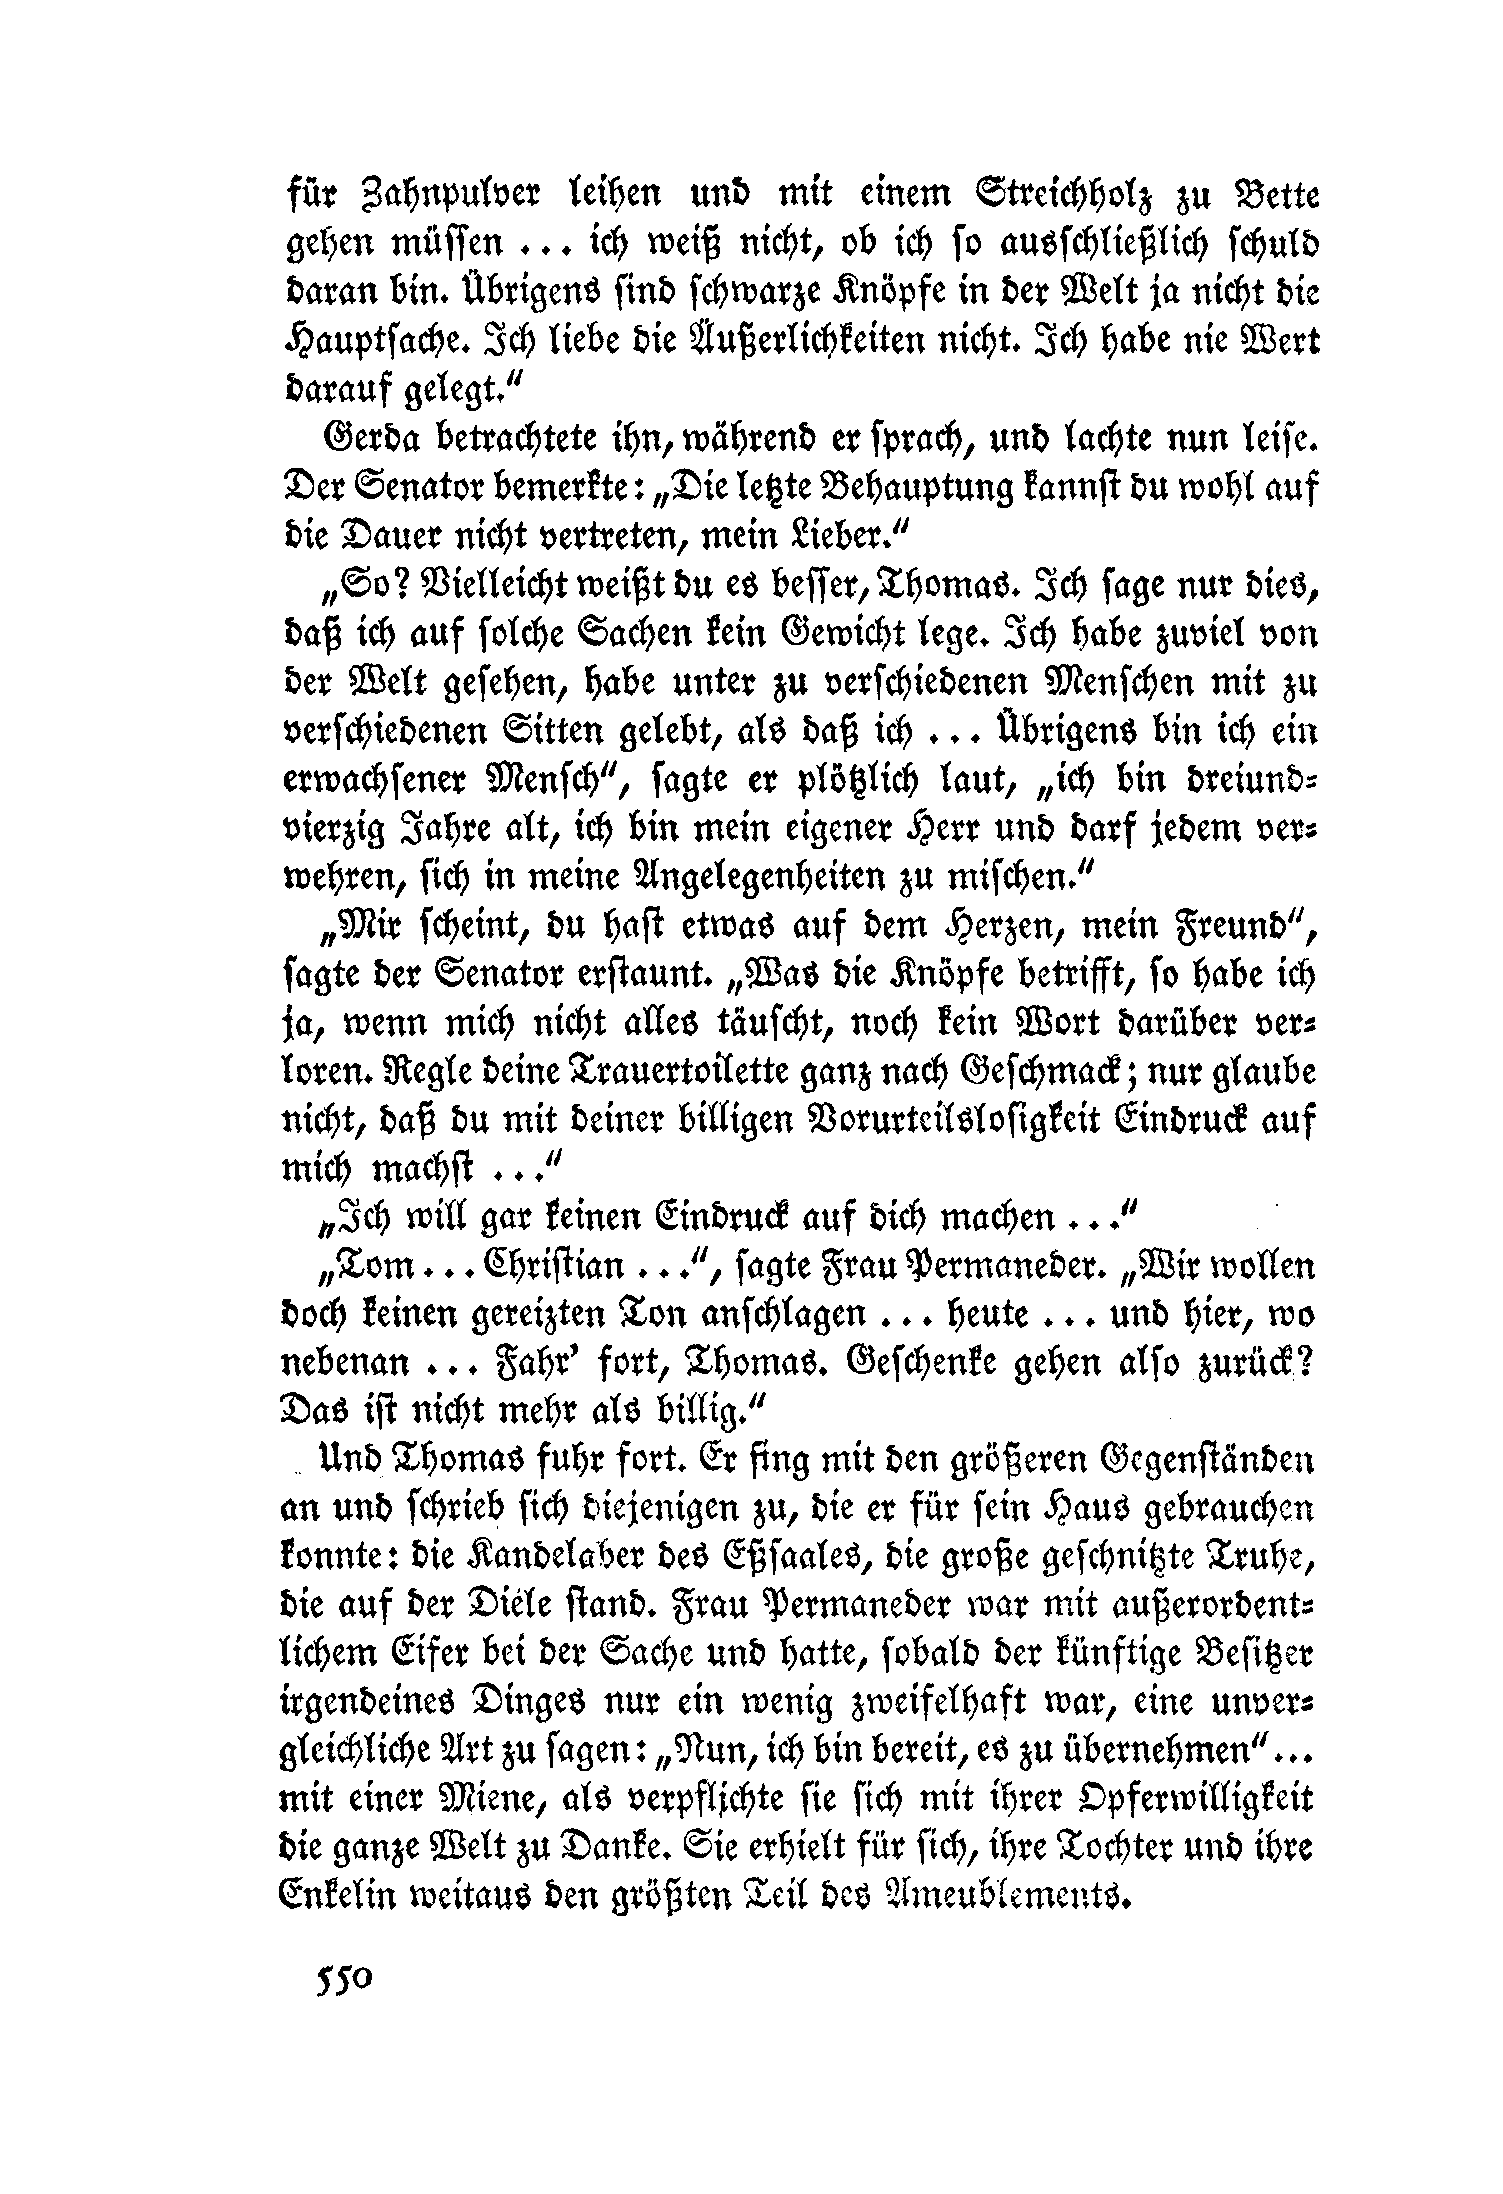 für Zahnpulver leihen und mit einem Streichholz zu Bette
gehen müssen ... ich weiß nicht, ob ich so ausschließlich schuld
daran bin. Übrigens sind schwarze Knöpfe in der Welt ja nicht die
Hauptsache. Ich liebe die Äußerlichkeiten nicht. Ich habe nie Wert
darauf gelegt.“
Gerda betrachtete ihn, während er sprach, und lachte nun leise.
Der Senator bemerkte: „Die letzte Behauptung kannst du wohl auf
die Dauer nicht vertreten, mein Lieber.“
„So? Vielleicht weißt du es besser, Thomas. Ich sage nur dies,
daß ich auf solche Sachen kein Gewicht lege. Ich habe zuviel von
der Welt gesehen, habe unter zu verschiedenen Menschen mit zu
verschiedenen Sitten gelebt, als daß ich ... Übrigens bin ich ein
erwachsener Mensch“, sagte er plötzlich laut, „ich bin dreiund-
vierzig Jahre alt, ich bin mein eigener Herr und darf jedem ver-
wehren, sich in meine Angelegenheiten zu mischen.“
„Mir scheint, du hast etwas auf dem Herzen, mein Freund“,
sagte der Senator erstaunt. „Was die Knöpfe betrifft, so habe ich
ja, wenn mich nicht alles täuscht, noch kein Wort darüber ver-
loren. Regle deine Trauertoilette ganz nach Geschmack; nur glaube
nicht, daß du mit deiner billigen Vorurteilslosigkeit Eindruck auf
mich machst ...“
„Ich will gar keinen Eindruck auf dich machen ...“
„Tom ... Christian ...“, sagte Frau Permaneder. „Wir wollen
doch keinen gereizten Ton anschlagen ... heute ... und hier, wo
nebenan ... Fahr’ fort, Thomas. Geschenke gehen also zurück?
Das ist nicht mehr als billig.“
Und Thomas fuhr fort. Er fing mit den größeren Gegenständen
an und schrieb sich diejenigen zu, die er für sein Haus gebrauchen
konnte: die Kandelaber des Eßsaales, die große geschnitzte Truhe,
die auf der Diele stand. Frau Permaneder war mit außerordent-
lichem Eifer bei der Sache und hatte, sobald der künftige Besitzer
irgendeines Dinges nur ein wenig zweifelhaft war, eine unver-
gleichliche Art zu sagen: „Nun, ich bin bereit, es zu übernehmen“...
mit einer Miene, als verpflichte sie sich mit ihrer Opferwilligkeit
die ganze Welt zu Danke. Sie erhielt für sich, ihre Tochter und ihre
Enkelin weitaus den größten Teil des Ameublements.
550